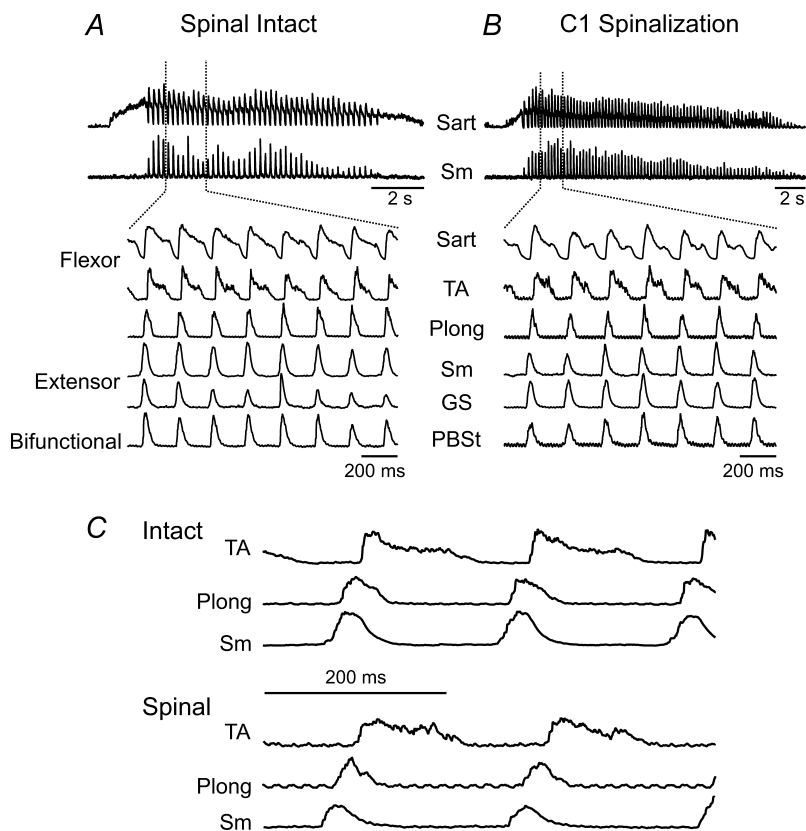 A Spinal Intact
B C1 Spinalization
Sart
Sm
2 s
2 s
Flexor
Extensor
Bifunctional
Sart
TA
Plong
Sm
GS
PBSt
200 ms
200 ms
C Intact
TA
Plong
Sm
200 ms
Spinal
TA
Plong
Sm